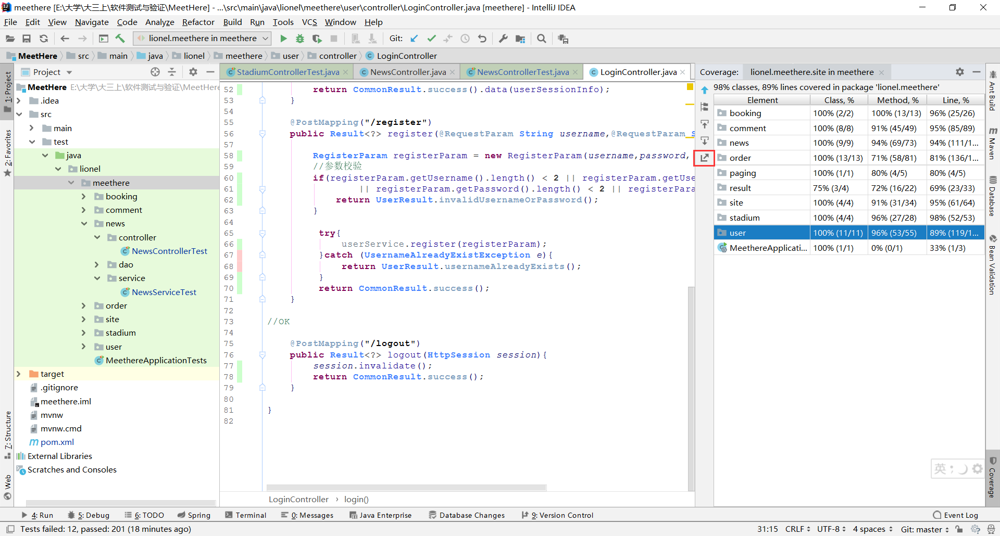 meethere [E:\大学\大三上\软件测试与验证\MeetHere] - ...\src\main\java\lionel\meethere\user\controller\LoginController.java [meethere] - IntelliJ IDEA
File Edit View Navigate Code Analyze Refactor Build Run Tools VCS Window Help
lionel.meethere in meethere Git:
MeetHere src main java lionel meethere user controller LoginController
1: Project
2: Favorites
7: Structure
Web
Project
MeetHere E:\大学\大三上\软件测试与验证\MeetHere
.idea
src
main
test
java
lionel
meethere
booking
comment
news
controller
NewsControllerTest
dao
service
NewsServiceTest
order
site
stadium
user
MeethereApplicationTests
target
.gitignore
meethere.iml
mvnw
mvnw.cmd
pom.xml
External Libraries
Scratches and Consoles
StadiumControllerTest.java NewsController.java NewsControllerTest.java LoginController.java
52 return CommonResult.success().data(userSessionInfo);
53 }
54
55 @PostMapping("/register")
56 public Result<?> register(@RequestParam String username,@RequestParam S
57
58 RegisterParam registerParam = new RegisterParam(username,password,
59 //参数校验
60 if(registerParam.getUsername().length() < 2 || registerParam.getUse
61 || registerParam.getPassword().length() < 2 || registerPara
62 return UserResult.invalidUsernameOrPassword();
63 }
64
65 try{
66 userService.register(registerParam);
67 }catch (UsernameAlreadyExistException e){
68 return UserResult.usernameAlreadyExists();
69 }
70 return CommonResult.success();
71 }
72
73 //OK
74
75 @PostMapping("/logout")
76 public Result<?> logout(HttpSession session){
77 session.invalidate();
78 return CommonResult.success();
79 }
80
81 }
82
LoginController › login()
Coverage: lionel.meethere.site in meethere
98% classes, 89% lines covered in package 'lionel.meethere'
Element Class, % Method, % Line, %
booking 100% (2/2) 100% (13/13) 96% (25/26)
comment 100% (8/8) 91% (45/49) 95% (85/89)
news 100% (9/9) 94% (69/73) 94% (111/1...
order 100% (13/13) 71% (58/81) 81% (136/1...
paging 100% (1/1) 80% (4/5) 80% (4/5)
result 75% (3/4) 72% (16/22) 69% (23/33)
site 100% (4/4) 91% (31/34) 95% (61/64)
stadium 100% (4/4) 96% (27/28) 98% (52/53)
user 100% (11/11) 96% (53/55) 89% (119/1...
MeethereApplicati... 100% (1/1) 0% (0/1) 33% (1/3)
Ant Build
Maven
Database
Bean Validation
Coverage
英 ;
4: Run 5: Debug 6: TODO Spring Terminal 0: Messages Java Enterprise Database Changes 9: Version Control Event Log
Tests failed: 12, passed: 201 (18 minutes ago) 31:15 CRLF UTF-8 4 spaces Git: master